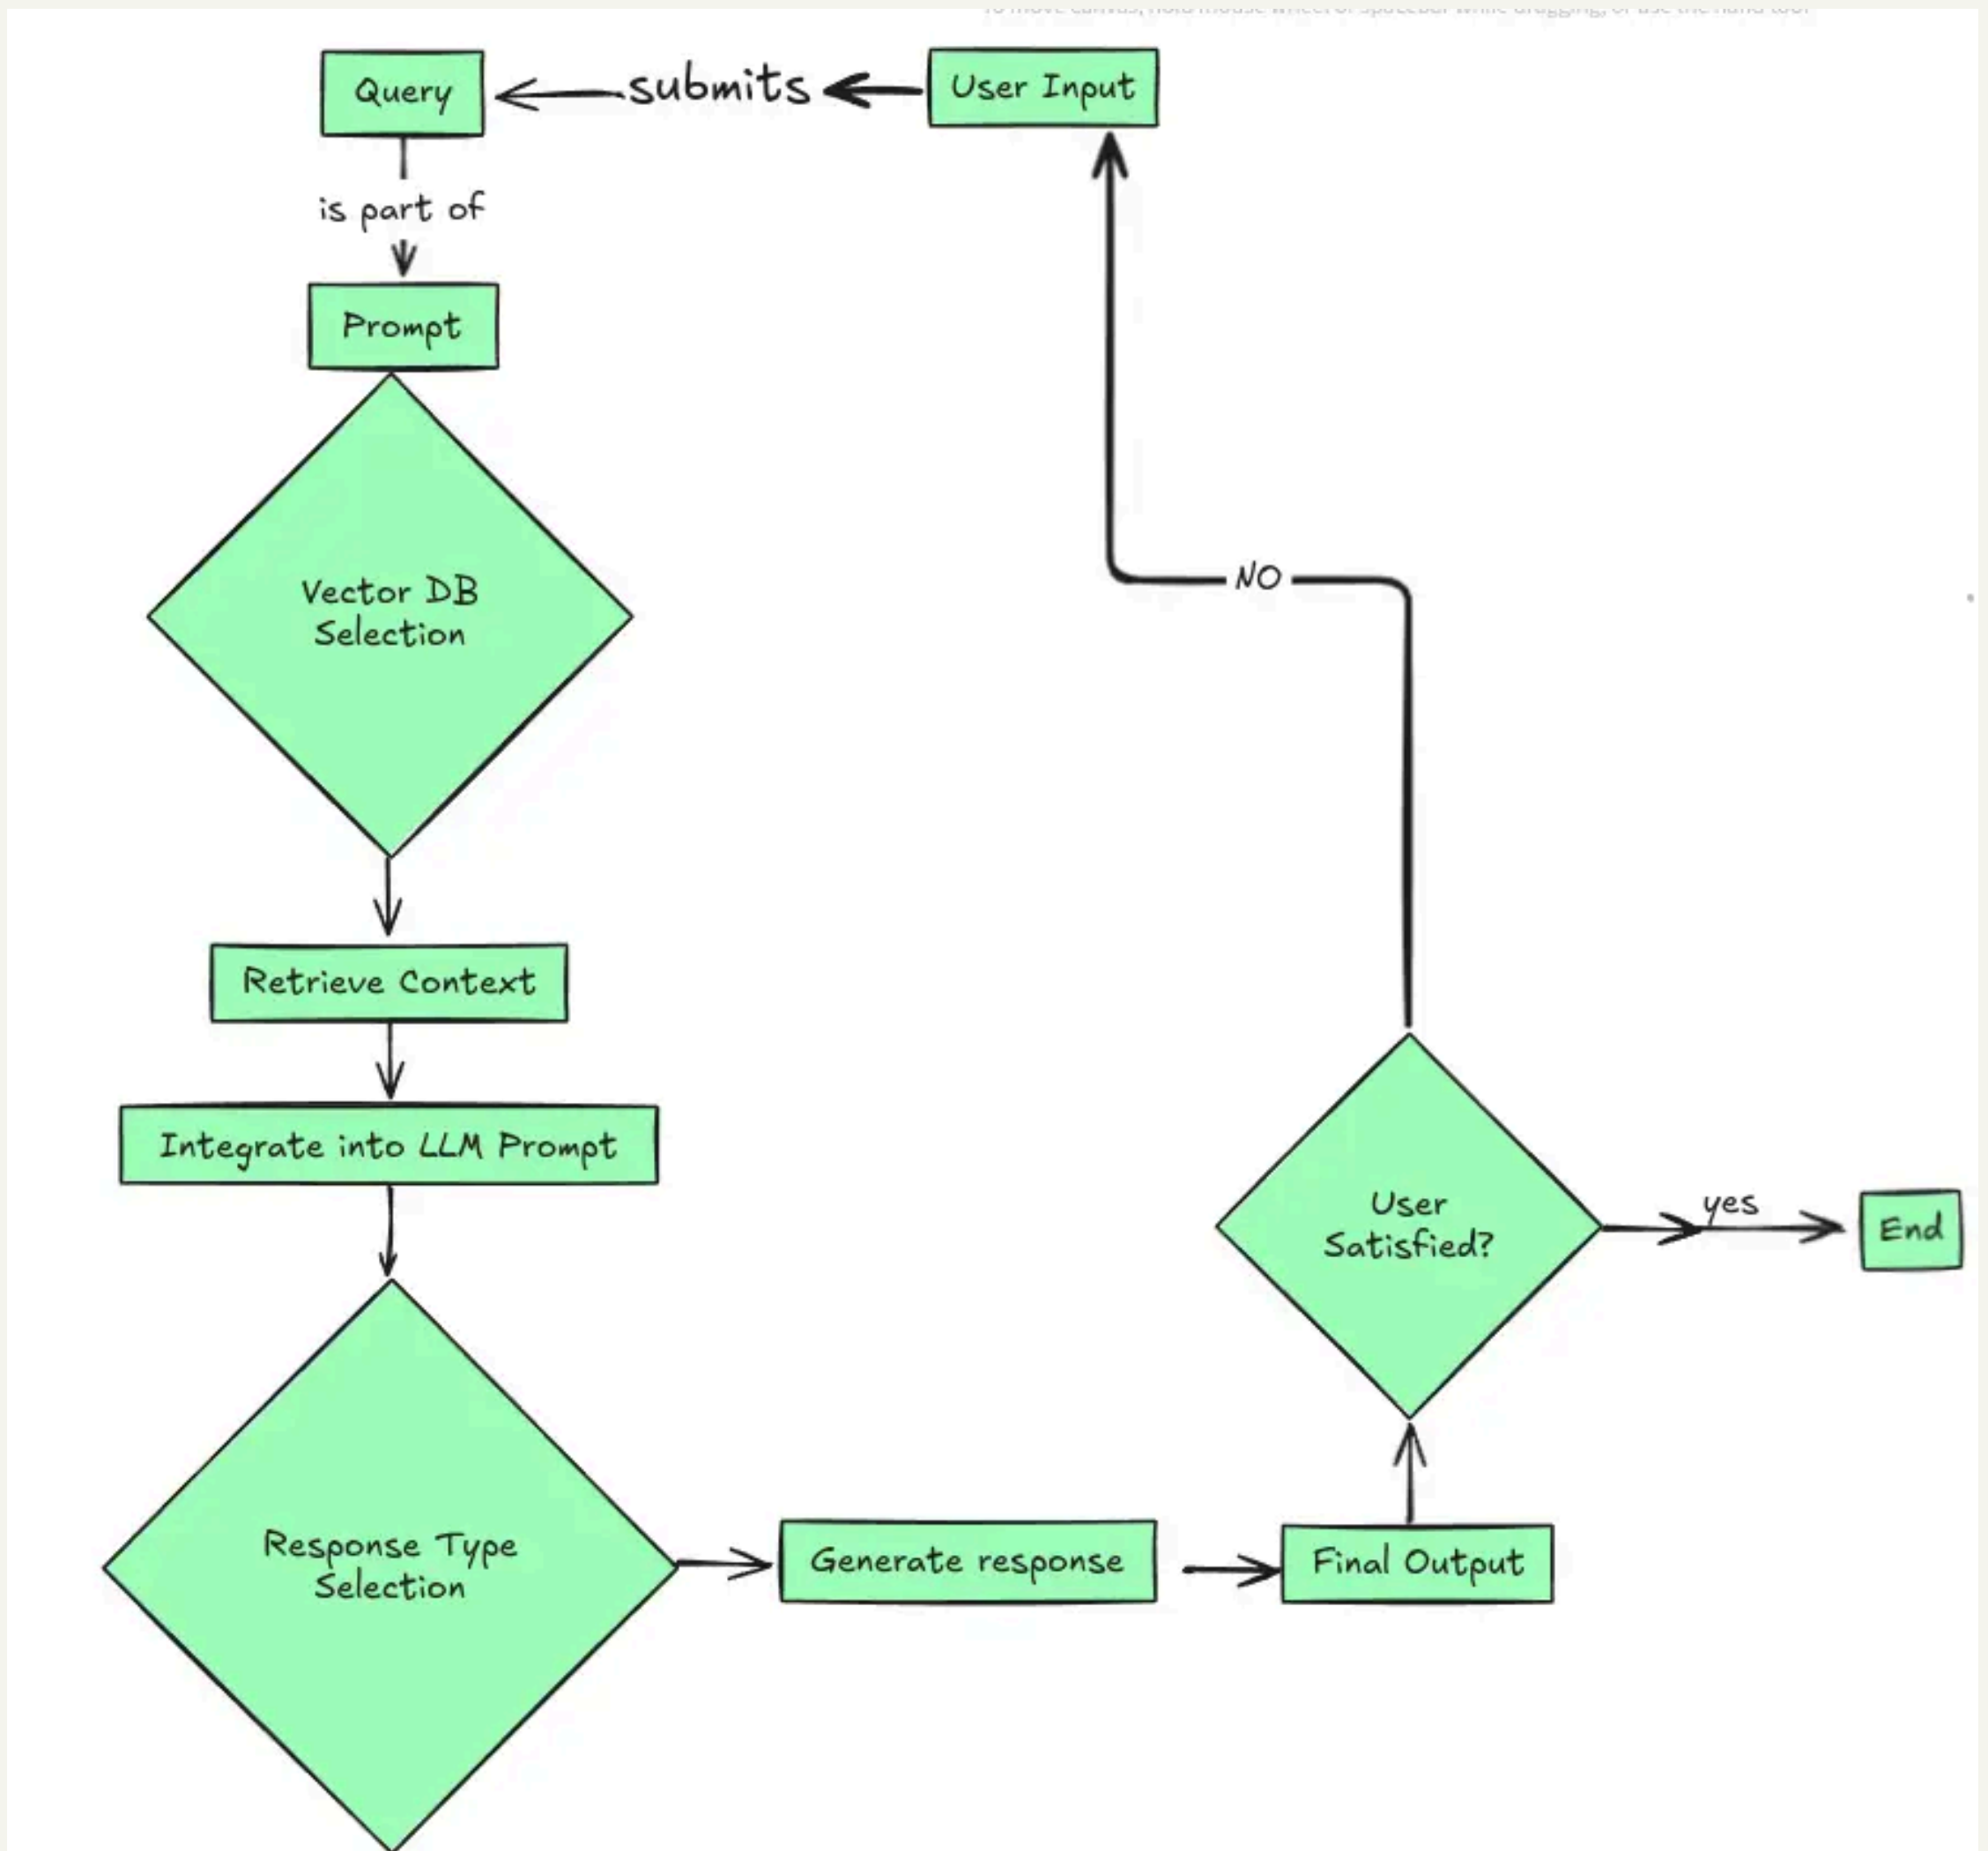 Query
submits
User Input
is part of
Prompt
Vector DB
Selection
Retrieve Context
Integrate into LLM Prompt
Response Type
Selection
Generate response
Final Output
User
Satisfied?
NO
yes
End